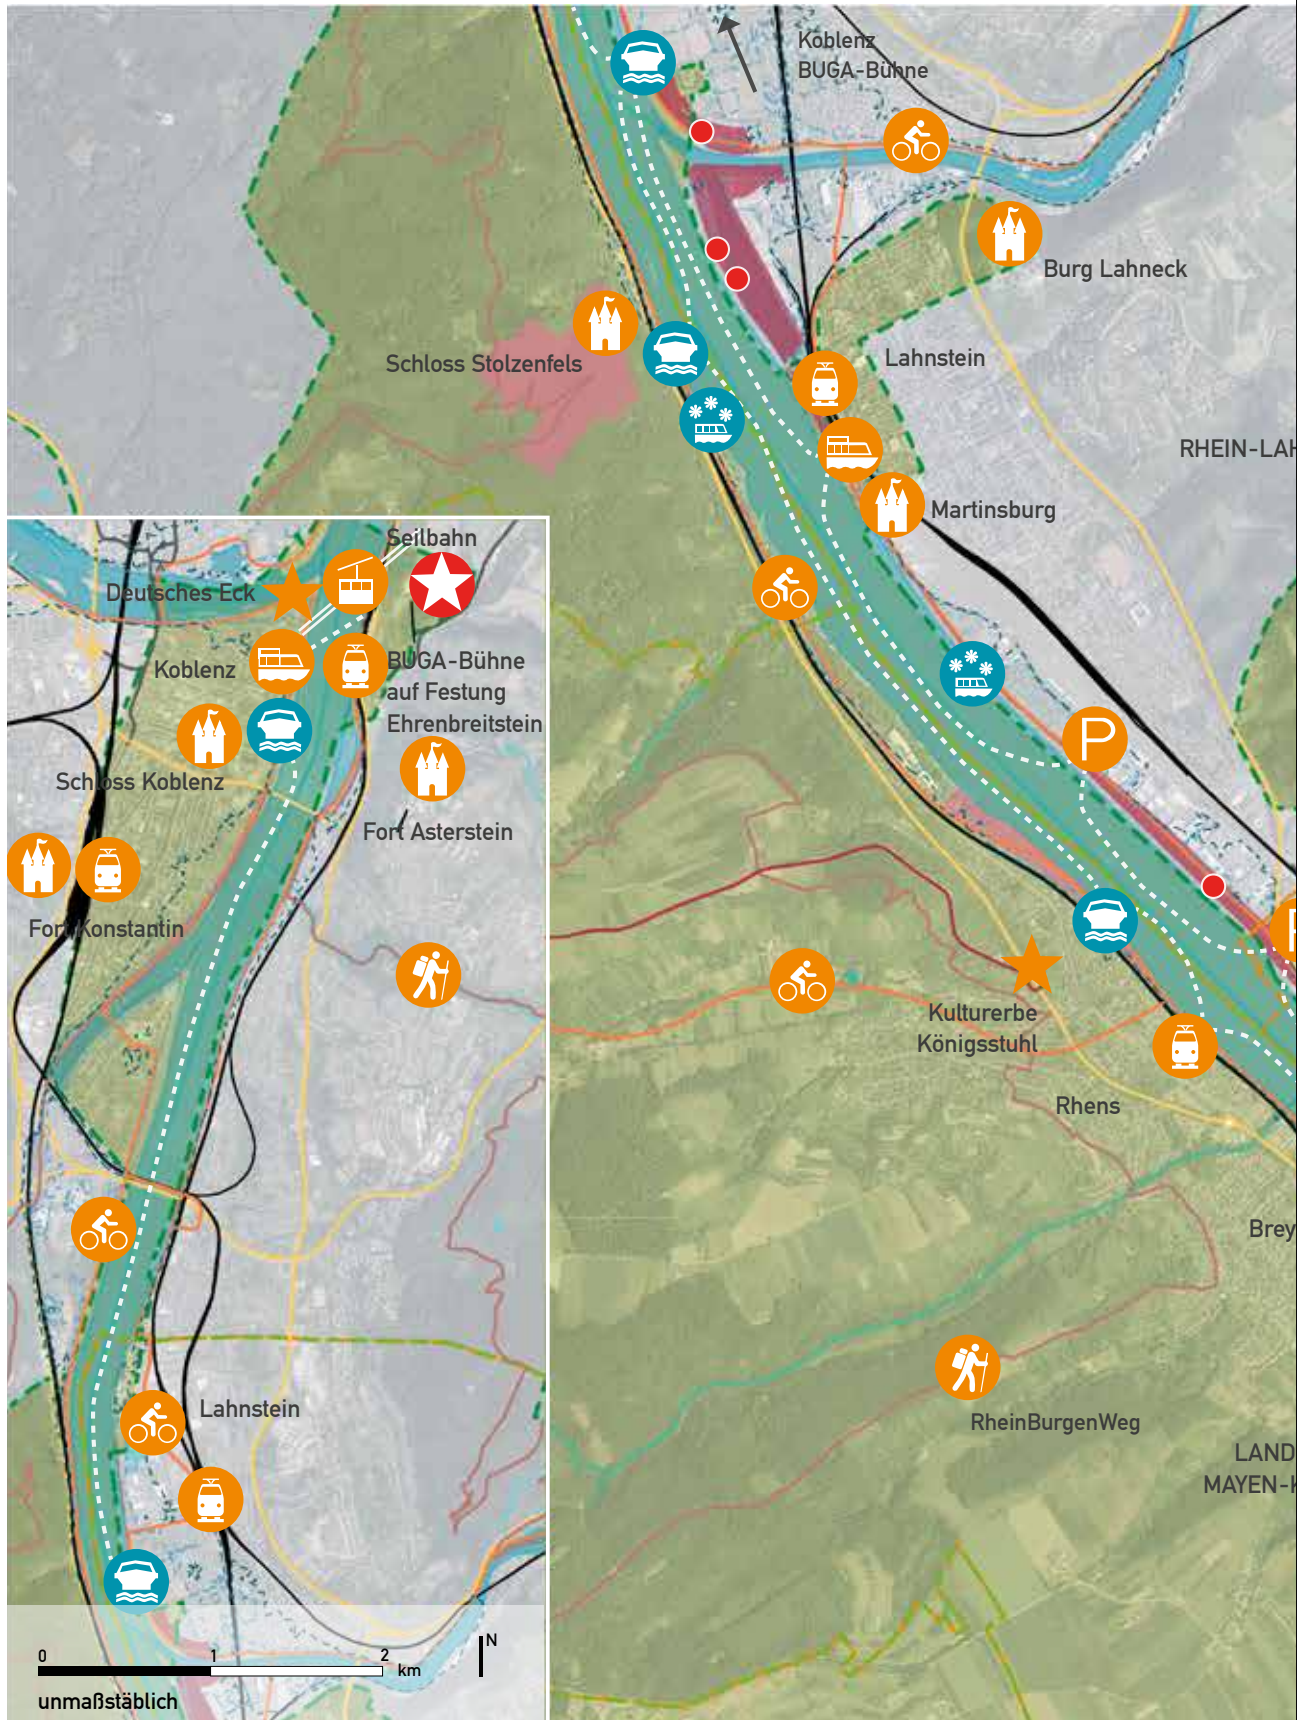 Koblenz
BUGA-Bühne
Burg Lahneck
Schloss Stolzenfels
Lahnstein
RHEIN-LAH
Martinsburg
P
Kulturerbe
Königsstuhl
Rhens
Brey
RheinBurgenWeg
LAND
MAYEN-K
Seilbahn
Deutsches Eck
Koblenz
BUGA-Bühne
auf Festung
Ehrenbreitstein
Schloss Koblenz
Fort Asterstein
Fort Konstantin
Lahnstein
0 1 2
km
N
unmaßstäblich